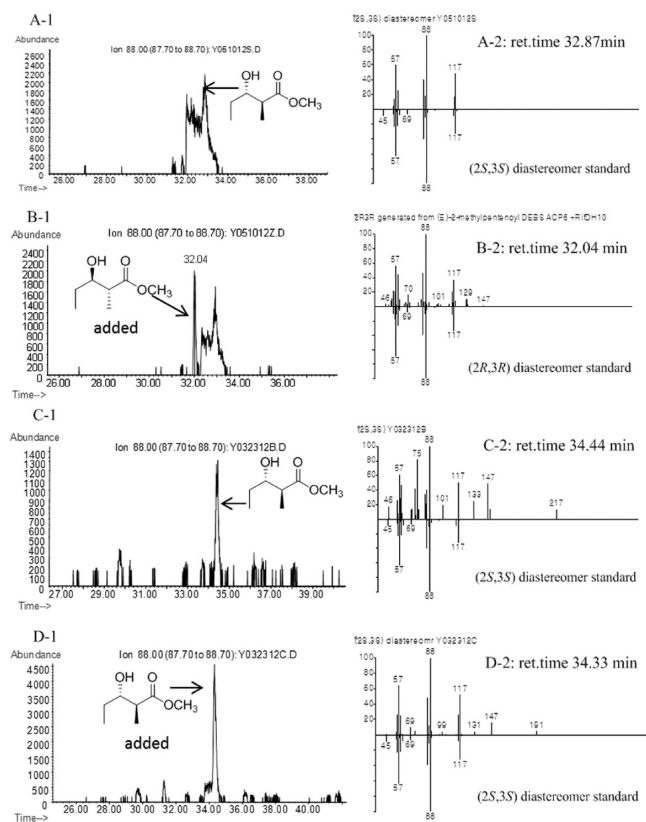 A-1
Abundance
Ion 88.00 (87.70 to 88.70): Y051012S.D
2400
2200
2000
1800
1600
1400
1200
1000
800
600
400
200
0
OH
O
OCH3
26.00 28.00 30.00 32.00 34.00 36.00 38.00
Time-->
(2S,3S) diastereomer Y051012S
A-2: ret.time 32.87min
100
80
60
40
20
0
57
88
117
45
69
57
88
117
(2S,3S) diastereomer standard
B-1
Abundance
Ion 88.00 (87.70 to 88.70): Y051012Z.D
2400
2200
2000
1800
1600
1400
1200
1000
800
600
400
200
0
32.04
OH
O
OCH3
added
26.00 28.00 30.00 32.00 34.00 36.00 38.00
Time-->
2R3R generated from (E)-2-methylpentenoyl DEBS ACP6 +RifDH10
B-2: ret.time 32.04 min
100
80
60
40
20
88
57
117
46
70
101
129
147
69
57
117
88
(2R,3R) diastereomer standard
C-1
Abundance
Ion 88.00 (87.70 to 88.70): Y032312B.D
1300
1200
1100
1000
900
800
700
600
500
400
300
200
100
0
OH
O
OCH3
27.00 29.00 31.00 33.00 35.00 37.00 39.00
Time-->
(2S,3S) Y032312B
C-2: ret.time 34.44 min
100
80
60
40
20
0
88
75
57
46
101
117
133
147
217
45
69
57
117
88
(2S,3S) diastereomer standard
D-1
Abundance
Ion 88.00 (87.70 to 88.70): Y032312C.D
4500
4000
3500
3000
2500
2000
1500
1000
500
0
OH
O
OCH3
added
28.00 30.00 32.00 34.00 36.00 38.00 40.00
Time-->
(2S,3S) diastereomr Y032312C
D-2: ret.time 34.33 min
100
80
60
40
20
0
88
57
117
69
99
131
147
191
45
69
57
117
88
(2S,3S) diastereomer standard